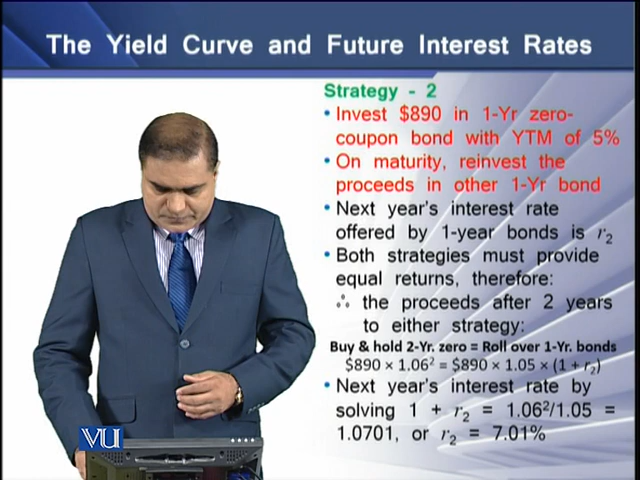 The Yield Curve and Future Interest Rates
Strategy - 2
• Invest $890 in 1-Yr zero-
coupon bond with YTM of 5%
• On maturity, reinvest the
proceeds in other 1-Yr bond
• Next year's interest rate
offered by 1-year bonds is r₂
• Both strategies must provide
equal returns, therefore:
∴ the proceeds after 2 years
to either strategy:
Buy & hold 2-Yr. zero = Roll over 1-Yr. bonds
$890 × 1.06² = $890 × 1.05 × (1 + r₂)
• Next year's interest rate by
solving 1 + r₂ = 1.06²/1.05 =
1.0701, or r₂ = 7.01%
VU